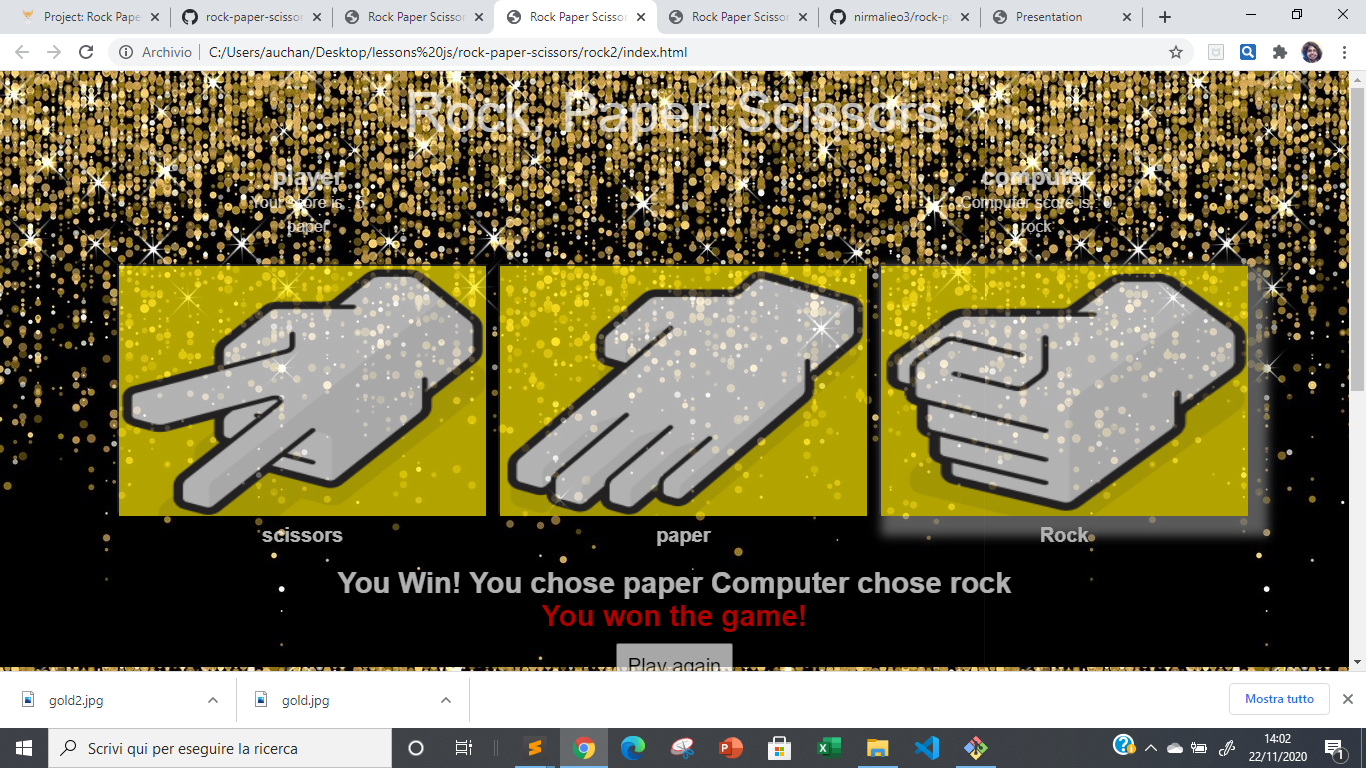 Project: Rock Pape
rock-paper-scissor
Rock Paper Scissor
Rock Paper Scissor
Rock Paper Scissor
nirmalieo3/rock-pa
Presentation
Archivio
C:/Users/auchan/Desktop/lessons%20js/rock-paper-scissors/rock2/index.html
Rock, Paper, Scissors
player
computer
Your score is : 5
Computer score is : 0
paper
rock
scissors
paper
Rock
You Win! You chose paper Computer chose rock
You won the game!
Play again
gold2.jpg
gold.jpg
Mostra tutto
Scrivi qui per eseguire la ricerca
14:02
22/11/2020
1